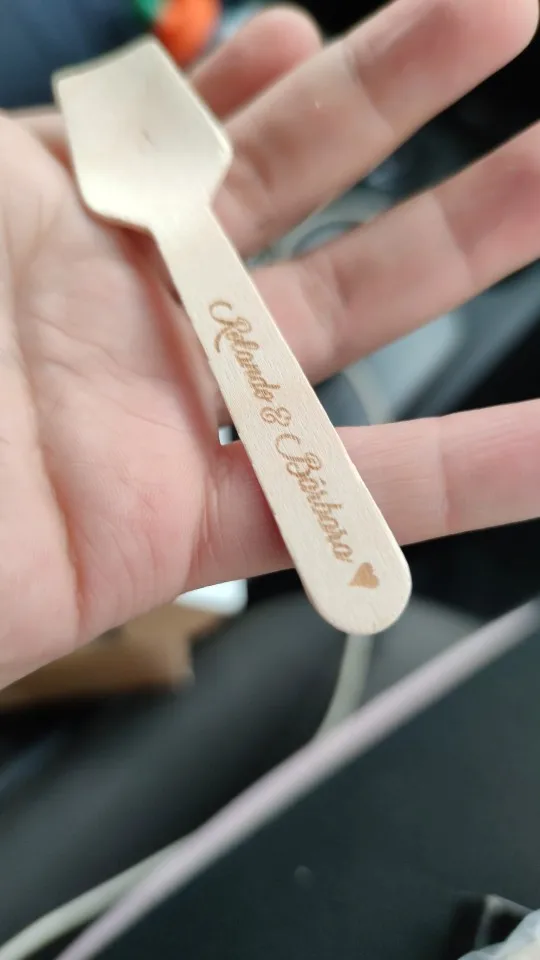 Rolando & Bárbara ♥